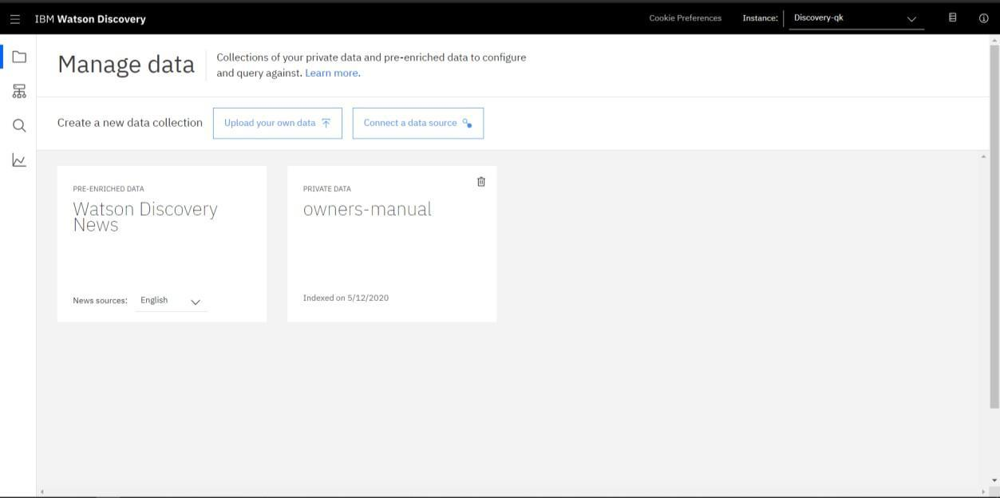 IBM Watson Discovery
Cookie Preferences
Instance:
Discovery-qk
Manage data
Collections of your private data and pre-enriched data to configure
and query against. Learn more.
Create a new data collection
Upload your own data
Connect a data source
PRE-ENRICHED DATA
Watson Discovery
News
News sources:
English
PRIVATE DATA
owners-manual
Indexed on 5/12/2020